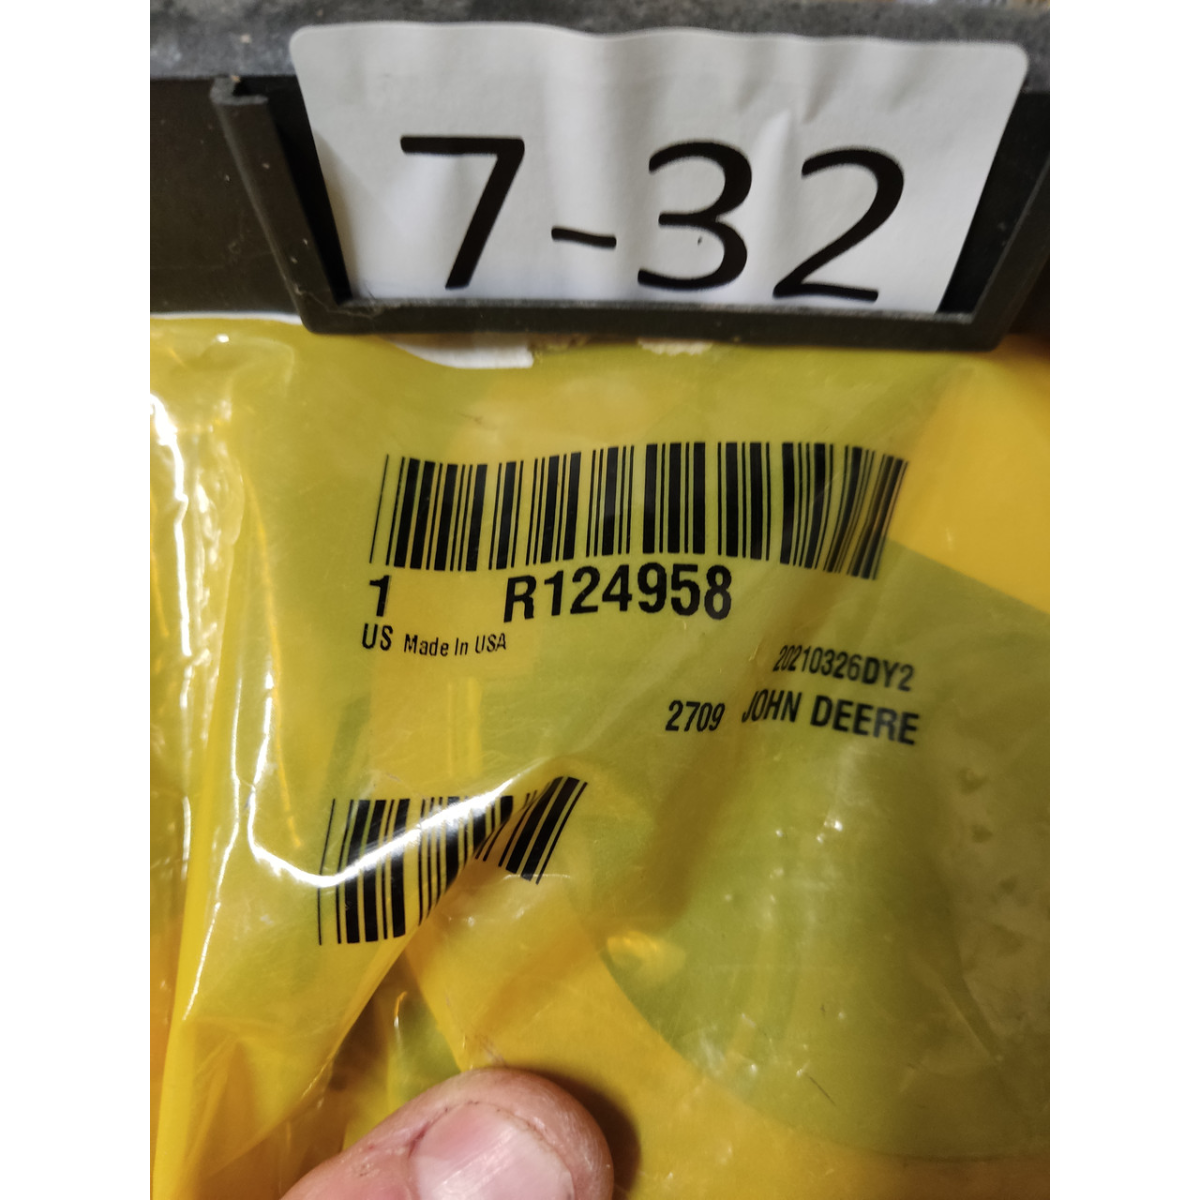 7-32
1 R124958
US Made In USA
20210326DY2
2709 JOHN DEERE